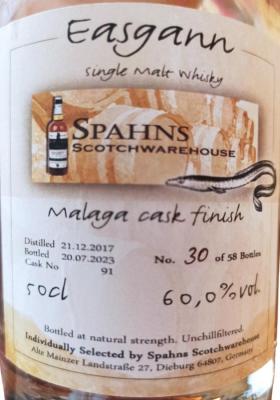 Easgann
Single Malt Whisky
SPAHNS
SCOTCHWAREHOUSE
Malaga cask finish
Distilled 21.12.2017
Bottled 20.07.2023 No. 30 of 58 Bottles
Cask No 91
50cl 60,0%vol.
Bottled at natural strength. Unchillfiltered.
Individually Selected by Spahns Scotchwarehouse
Alte Mainzer Landstraße 27, Dieburg 64807, Germany